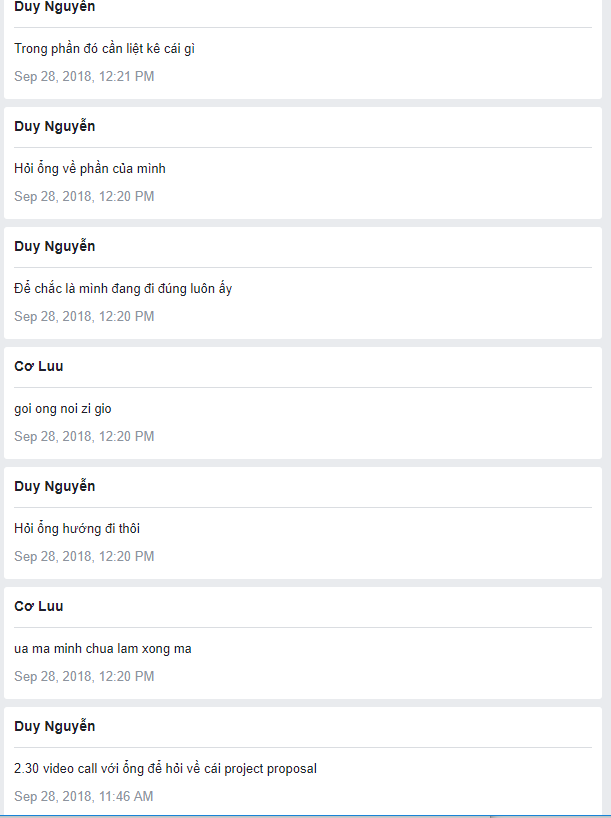 Duy Nguyễn
Trong phần đó cần liệt kê cái gì
Sep 28, 2018, 12:21 PM
Duy Nguyễn
Hỏi ổng về phần của mình
Sep 28, 2018, 12:20 PM
Duy Nguyễn
Để chắc là mình đang đi đúng luôn ấy
Sep 28, 2018, 12:20 PM
Cơ Luu
goi ong noi zi gio
Sep 28, 2018, 12:20 PM
Duy Nguyễn
Hỏi ổng hướng đi thôi
Sep 28, 2018, 12:20 PM
Cơ Luu
ua ma minh chua lam xong ma
Sep 28, 2018, 12:20 PM
Duy Nguyễn
2.30 video call với ổng để hỏi về cái project proposal
Sep 28, 2018, 11:46 AM